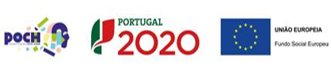 POCH
PORTUGAL
2020
UNIÃO EUROPEIA
Fundo Social Europeu